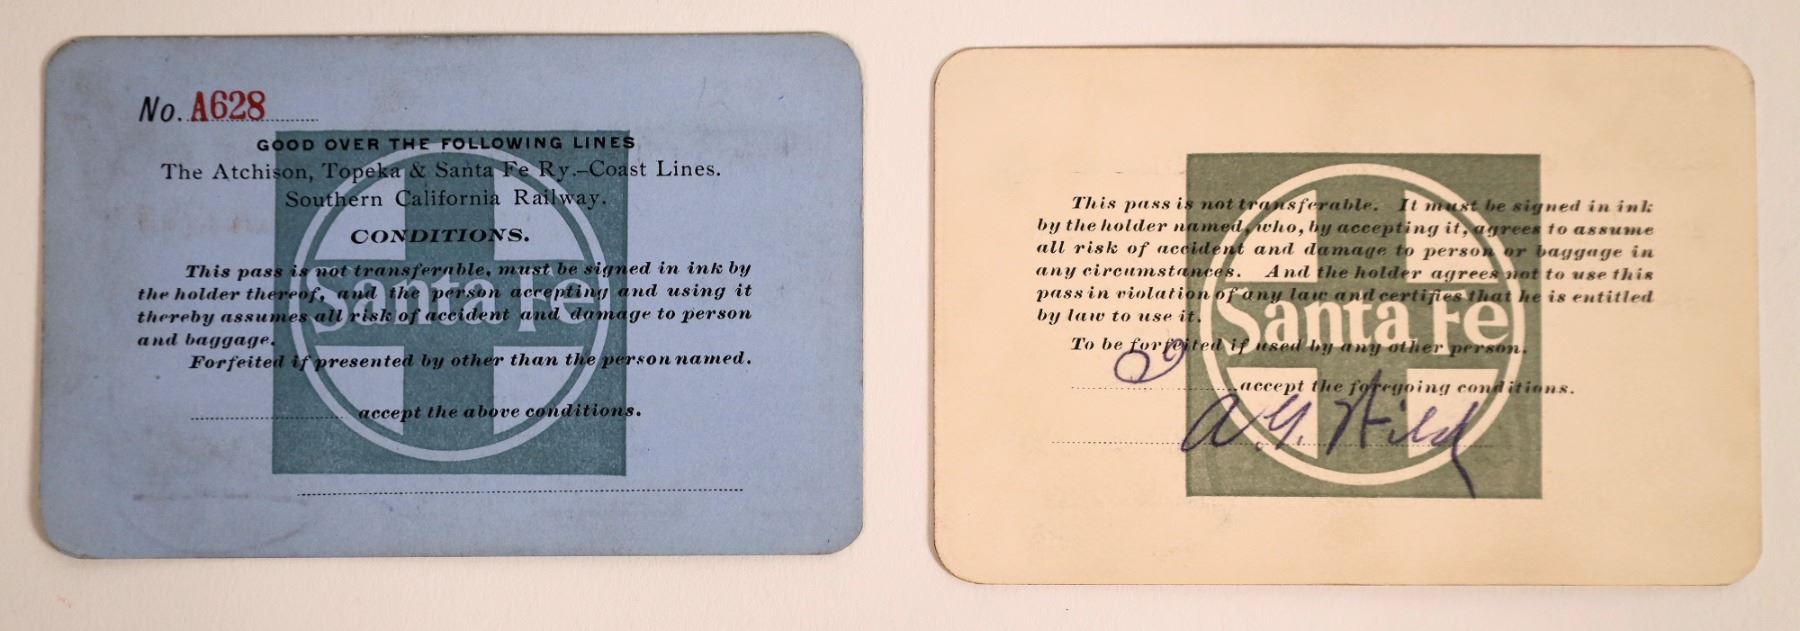 No. A628
GOOD OVER THE FOLLOWING LINES
The Atchison, Topeka & Santa Fe Ry.–Coast Lines.
Southern California Railway.
CONDITIONS.
This pass is not transferable, must be signed in ink by
the holder thereof, and the person accepting and using it
thereby assumes all risk of accident and damage to person
and baggage.
Forfeited if presented by other than the person named.
accept the above conditions.
Santa Fe
This pass is not transferable. It must be signed in ink
by the holder named, who, by accepting it, agrees to assume
all risk of accident and damage to person or baggage in
any circumstances. And the holder agrees not to use this
pass in violation of any law and certifies that he is entitled
by law to use it.
To be forfeited if used by any other person.
accept the foregoing conditions.
Santa Fe